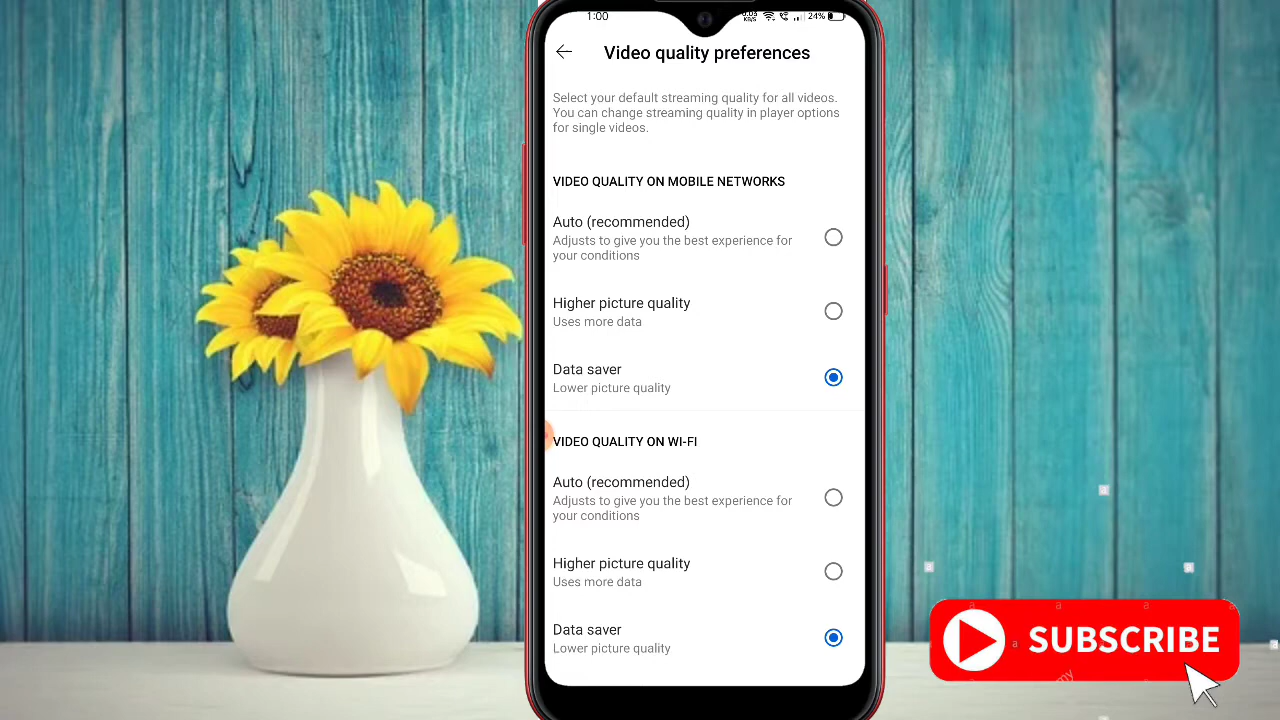 1:00
24%
Video quality preferences
Select your default streaming quality for all videos.
You can change streaming quality in player options
for single videos.
VIDEO QUALITY ON MOBILE NETWORKS
Auto (recommended)
Adjusts to give you the best experience for
your conditions
Higher picture quality
Uses more data
Data saver
Lower picture quality
VIDEO QUALITY ON WI-FI
Auto (recommended)
Adjusts to give you the best experience for
your conditions
Higher picture quality
Uses more data
Data saver
Lower picture quality
SUBSCRIBE